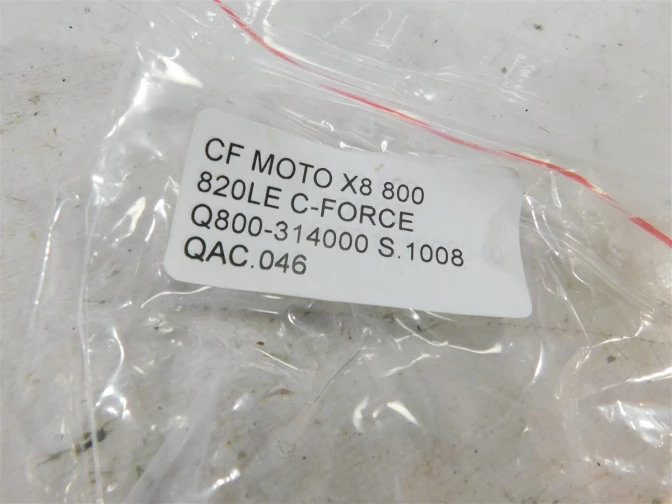 CF MOTO X8 800
820LE C-FORCE
Q800-314000 S.1008
QAC.046